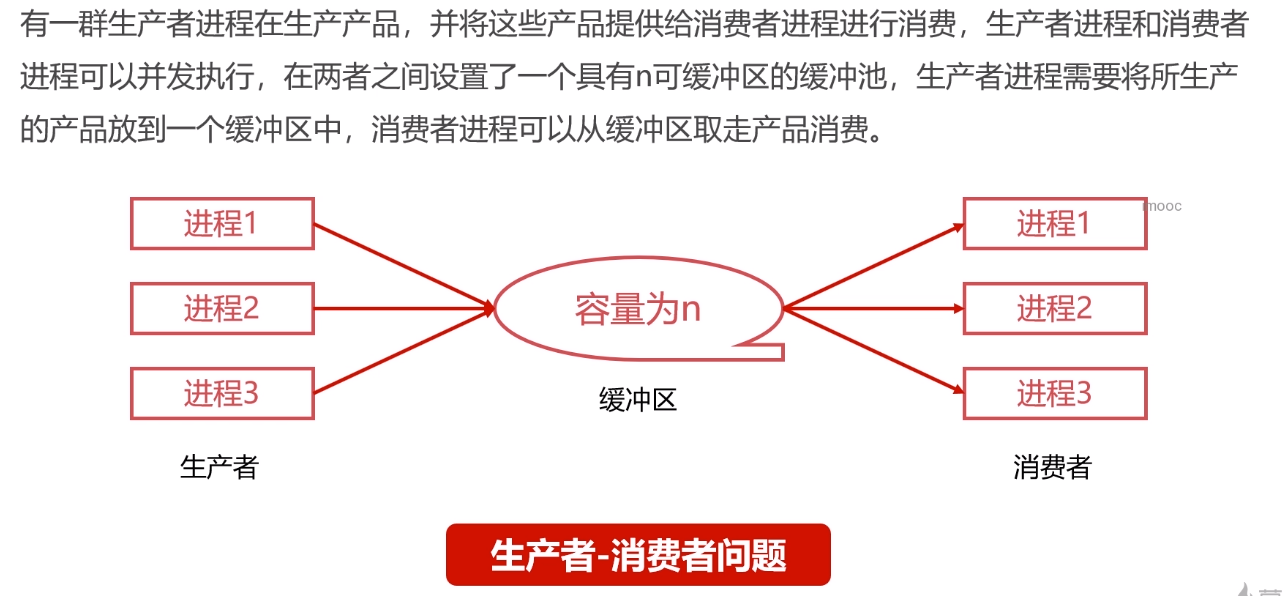 有一群生产者进程在生产产品，并将这些产品提供给消费者进程进行消费，生产者进程和消费者
进程可以并发执行，在两者之间设置了一个具有n可缓冲区的缓冲池，生产者进程需要将所生产
的产品放到一个缓冲区中，消费者进程可以从缓冲区取走产品消费。
进程1
进程1
mooc
进程2
容量为n
进程2
进程3
缓冲区
进程3
生产者
消费者
生产者-消费者问题